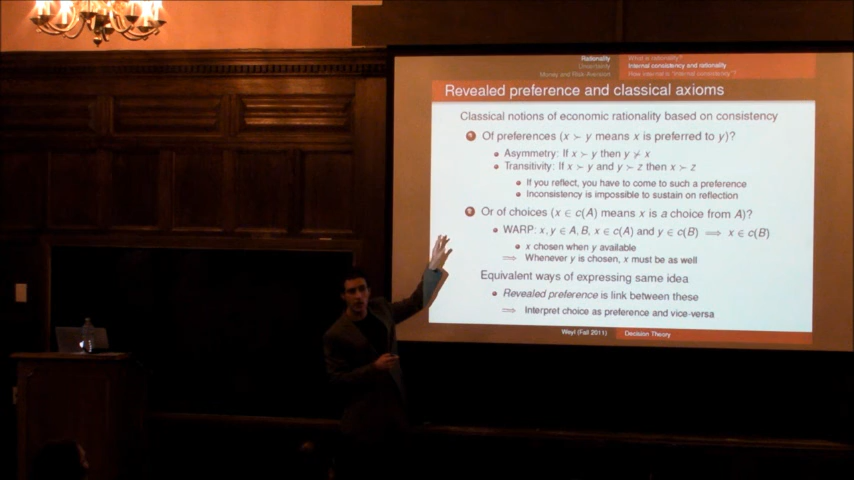 Rationality
Uncertainty
Money and Risk Aversion
What is rationality?
Internal consistency and rationality
How internal is "internal consistency"?
Revealed preference and classical axioms
Classical notions of economic rationality based on consistency
Of preferences (x ≻ y means x is preferred to y)?
Asymmetry: If x ≻ y then y ⊁ x
Transitivity: If x ≻ y and y ≻ z then x ≻ z
If you reflect, you have to come to such a preference
Inconsistency is impossible to sustain on reflection
Or of choices (x ∈ c(A) means x is a choice from A)?
WARP: x, y ∈ A, B, x ∈ c(A) and y ∈ c(B) ⟹ x ∈ c(B)
x chosen when y available
⟹ Whenever y is chosen, x must be as well
Equivalent ways of expressing same idea
Revealed preference is link between these
⟹ Interpret choice as preference and vice-versa
Weyl (Fall 2011) Decision Theory